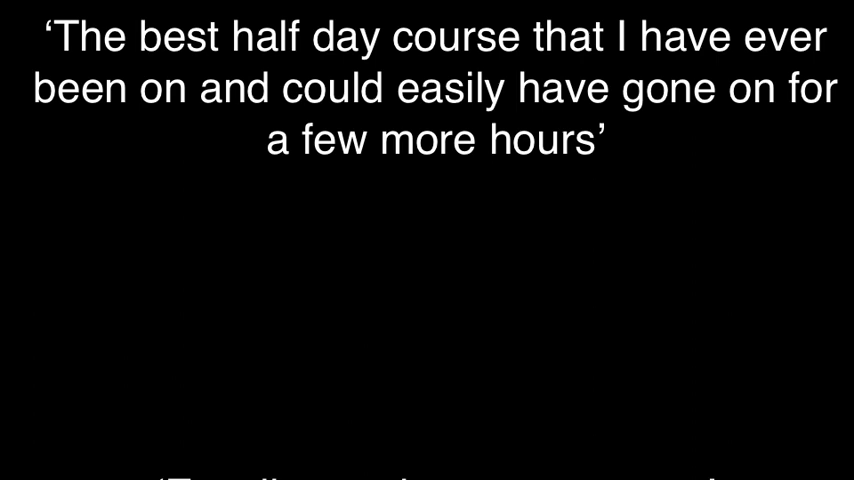 ‘The best half day course that I have ever
been on and could easily have gone on for
a few more hours’